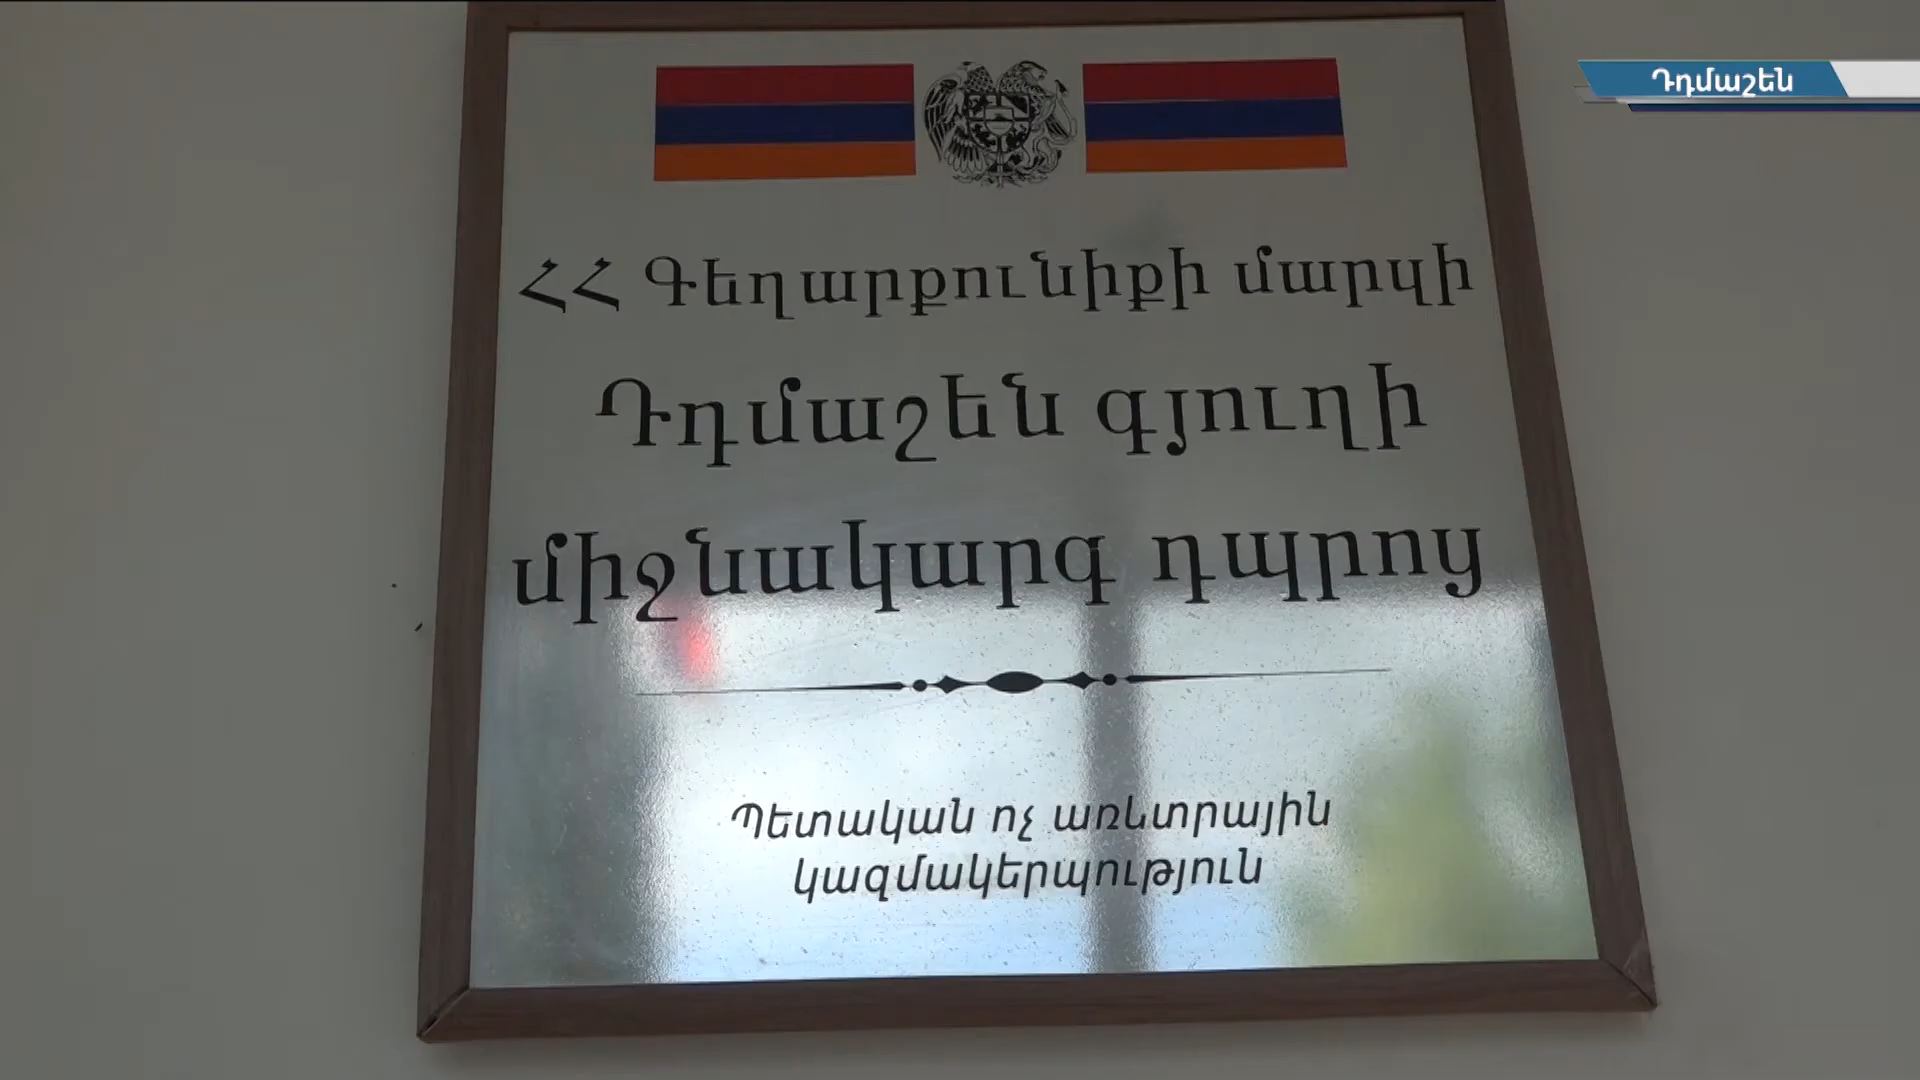 Դդմաշեն
ՀՀ Գեղարքունիքի մարզի
Դդմաշեն գյուղի
միջնակարգ դպրոց
Պետական ոչ առևտրային
կազմակերպություն